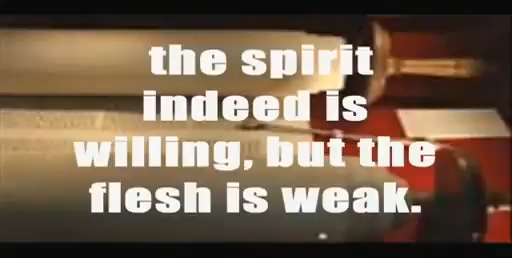 the spirit
indeed is
willing, but the
flesh is weak.